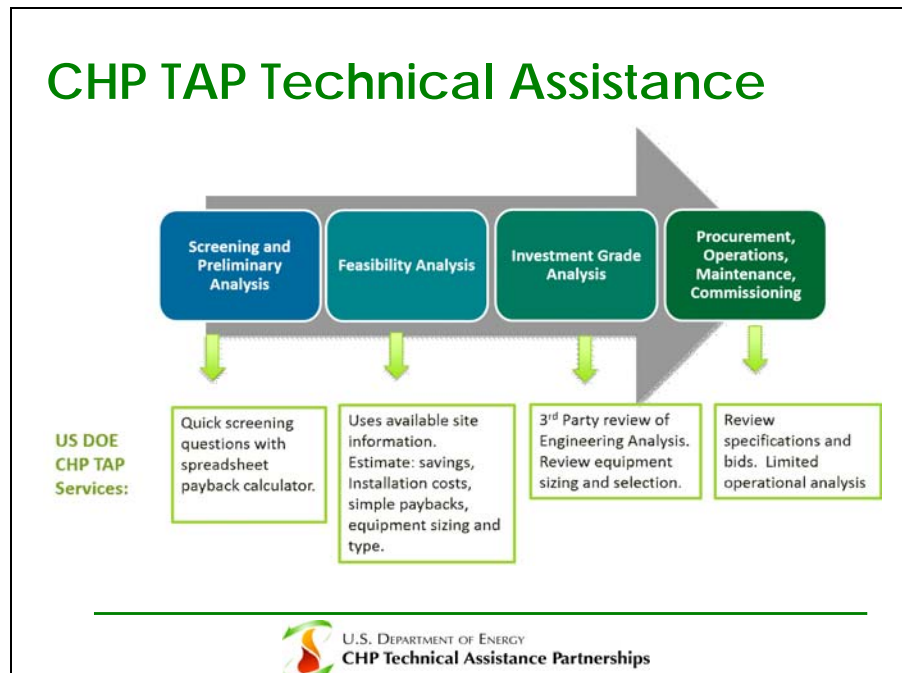 CHP TAP Technical Assistance
Screening and
Preliminary
Analysis
Feasibility Analysis
Investment Grade
Analysis
Procurement,
Operations,
Maintenance,
Commissioning
US DOE
CHP TAP
Services:
Quick screening
questions with
spreadsheet
payback calculator.
Uses available site
information.
Estimate: savings,
Installation costs,
simple paybacks,
equipment sizing and
type.
3rd Party review of
Engineering Analysis.
Review equipment
sizing and selection.
Review
specifications and
bids. Limited
operational analysis
U.S. DEPARTMENT OF ENERGY
CHP Technical Assistance Partnerships